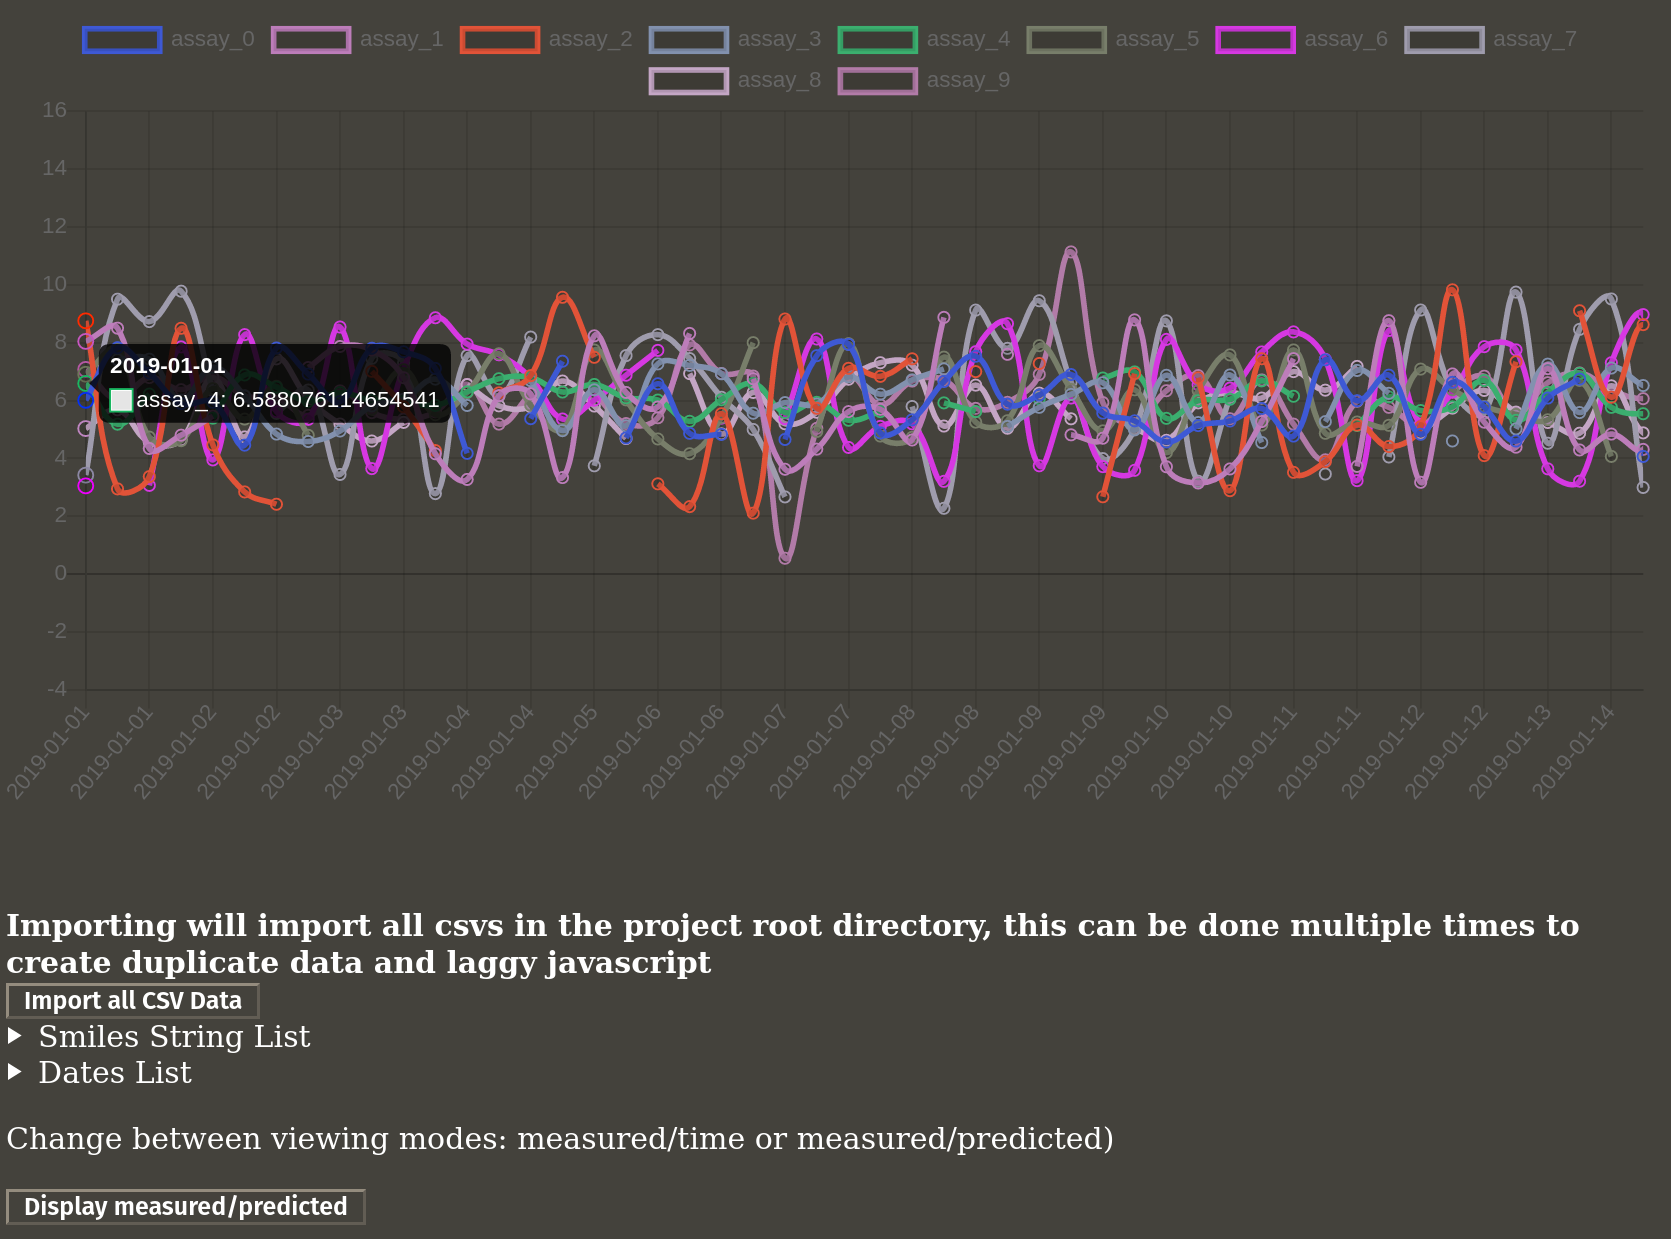 assay_0 assay_1 assay_2 assay_3 assay_4 assay_5 assay_6 assay_7
assay_8 assay_9
16
14
12
10
8
6
4
2
0
-2
-4
2019-01-01
assay_4: 6.588076114654541
2019-01-01 2019-01-01 2019-01-02 2019-01-02 2019-01-03 2019-01-03 2019-01-04 2019-01-04 2019-01-05 2019-01-06 2019-01-06 2019-01-07 2019-01-07 2019-01-08 2019-01-08 2019-01-09 2019-01-09 2019-01-10 2019-01-10 2019-01-11 2019-01-11 2019-01-12 2019-01-12 2019-01-13 2019-01-14
Importing will import all csvs in the project root directory, this can be done multiple times to
create duplicate data and laggy javascript
Import all CSV Data
Smiles String List
Dates List
Change between viewing modes: measured/time or measured/predicted)
Display measured/predicted